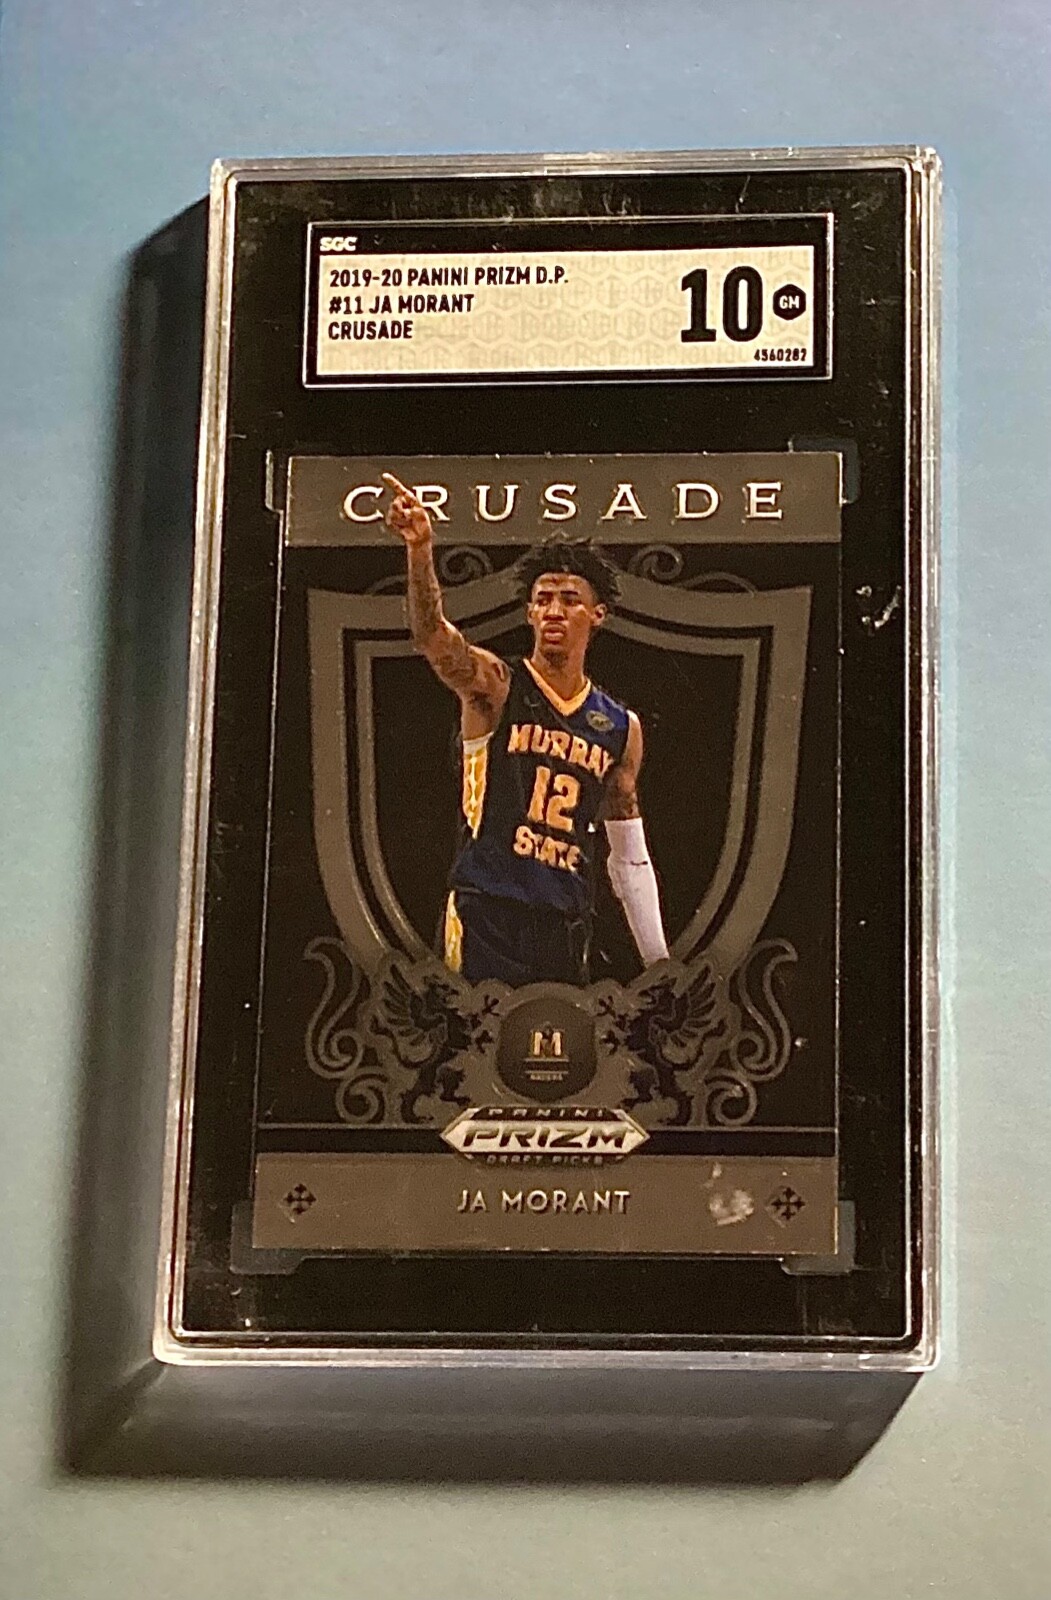 SGC
2019-20 PANINI PRIZM D.P.
#11 JA MORANT
CRUSADE
10 GM
4560282
CRUSADE
MURRAY
12
STATE
M
RACERS
PANINI
PRIZM
DRAFT PICKS
JA MORANT